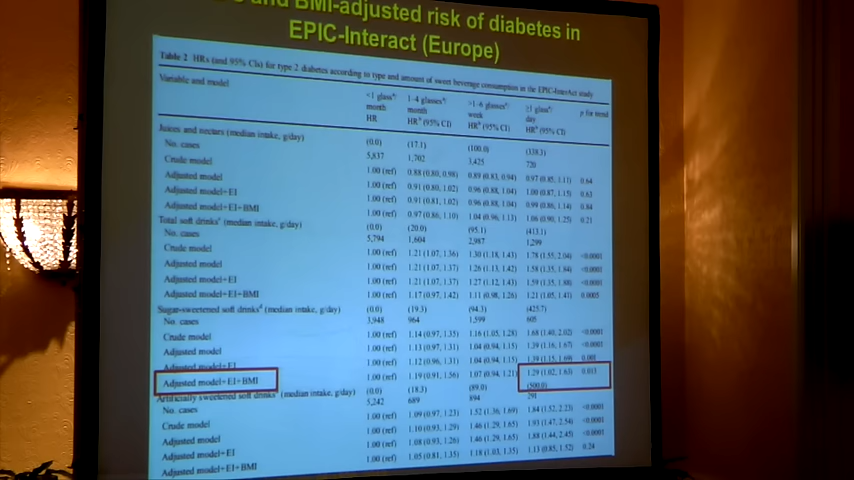 and BMI-adjusted risk of diabetes in
EPIC-Interact (Europe)
Table 2 HRs (and 95% CIs) for type 2 diabetes according to type and amount of sweet beverage consumption in the EPIC-InterAct study
Variable and model <1 glass/month 1–4 glasses/month >1–6 glasses/week ≥1 glass/day p for trend
HR HR (95% CI) HR (95% CI) HR (95% CI)
Juices and nectars (median intake, g/day) (0.0) (17.1) (100.0)
No. cases 5,837 1,702 3,425 720
Crude model 1.00 (ref) 0.88 (0.80, 0.98) 0.89 (0.83, 0.94) 0.97 (0.85, 1.11) 0.64
Adjusted model 1.00 (ref) 0.91 (0.80, 1.02) 0.96 (0.88, 1.04) 1.00 (0.87, 1.15)
Adjusted model+EI 1.00 (ref) 0.91 (0.81, 1.02) 0.96 (0.88, 1.04) 0.99 (0.86, 1.14) 0.84
Adjusted model+EI+BMI 1.00 (ref) 0.97 (0.86, 1.10) 1.04 (0.96, 1.13) 1.06 (0.90, 1.25) 0.21
Total soft drinks (median intake, g/day) (0.0) (20.0) (95.1) (413.1)
No. cases 5,794 1,604 2,987 1,299
Crude model 1.00 (ref) 1.21 (1.07, 1.36) 1.30 (1.18, 1.43) 1.78 (1.55, 2.04) <0.0001
Adjusted model 1.00 (ref) 1.21 (1.07, 1.37) 1.26 (1.13, 1.42) <0.0001
Adjusted model+EI 1.00 (ref) 1.21 (1.07, 1.37) 1.27 (1.12, 1.43) <0.0001
Adjusted model+EI+BMI 1.00 (ref) 1.17 (0.97, 1.42) 1.11 (0.98, 1.26) 1.21 (1.05, 1.41) 0.0005
Sugar-sweetened soft drinks (median intake, g/day) (0.0) (19.3) (94.3) (425.7)
No. cases 3,948 964 1,599 605
Crude model 1.00 (ref) 1.14 (0.97, 1.35) 1.16 (1.05, 1.28) 1.68 (1.40, 2.02) <0.0001
Adjusted model 1.00 (ref) 1.13 (0.97, 1.31) 1.04 (0.94, 1.15) 1.39 (1.16, 1.67) <0.0001
Adjusted model+EI 1.00 (ref) 1.12 (0.96, 1.31) 1.04 (0.94, 1.15) 1.39 (1.15, 1.69) 0.001
Adjusted model+EI+BMI 1.00 (ref) 1.19 (0.91, 1.56) 1.07 (0.94, 1.21) 1.29 (1.02, 1.63) 0.013
Artificially sweetened soft drinks (median intake, g/day) (0.0) (18.3) (89.0) (500.0)
No. cases 5,242 689 894 291
Crude model 1.00 (ref) 1.09 (0.97, 1.23) 1.52 (1.36, 1.69) 1.84 (1.52, 2.23) <0.0001
Adjusted model 1.00 (ref) 1.10 (0.93, 1.29) 1.46 (1.29, 1.65) 1.93 (1.47, 2.54) <0.0001
Adjusted model+EI 1.00 (ref) 1.08 (0.93, 1.26) 1.46 (1.29, 1.65) 1.88 (1.44, 2.45) <0.0001
Adjusted model+EI+BMI 1.00 (ref) 1.05 (0.81, 1.35) 1.18 (1.03, 1.35) 1.13 (0.85, 1.52) 0.24